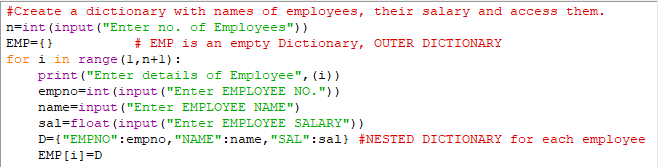 #Create a dictionary with names of employees, their salary and access them.
n=int(input("Enter no. of Employees"))
EMP={}          # EMP is an empty Dictionary, OUTER DICTIONARY
for i in range(1,n+1):
    print("Enter details of Employee",(i))
    empno=int(input("Enter EMPLOYEE NO."))
    name=input("Enter EMPLOYEE NAME")
    sal=float(input("Enter EMPLOYEE SALARY"))
    D={"EMPNO":empno,"NAME":name,"SAL":sal} #NESTED DICTIONARY for each employee
    EMP[i]=D